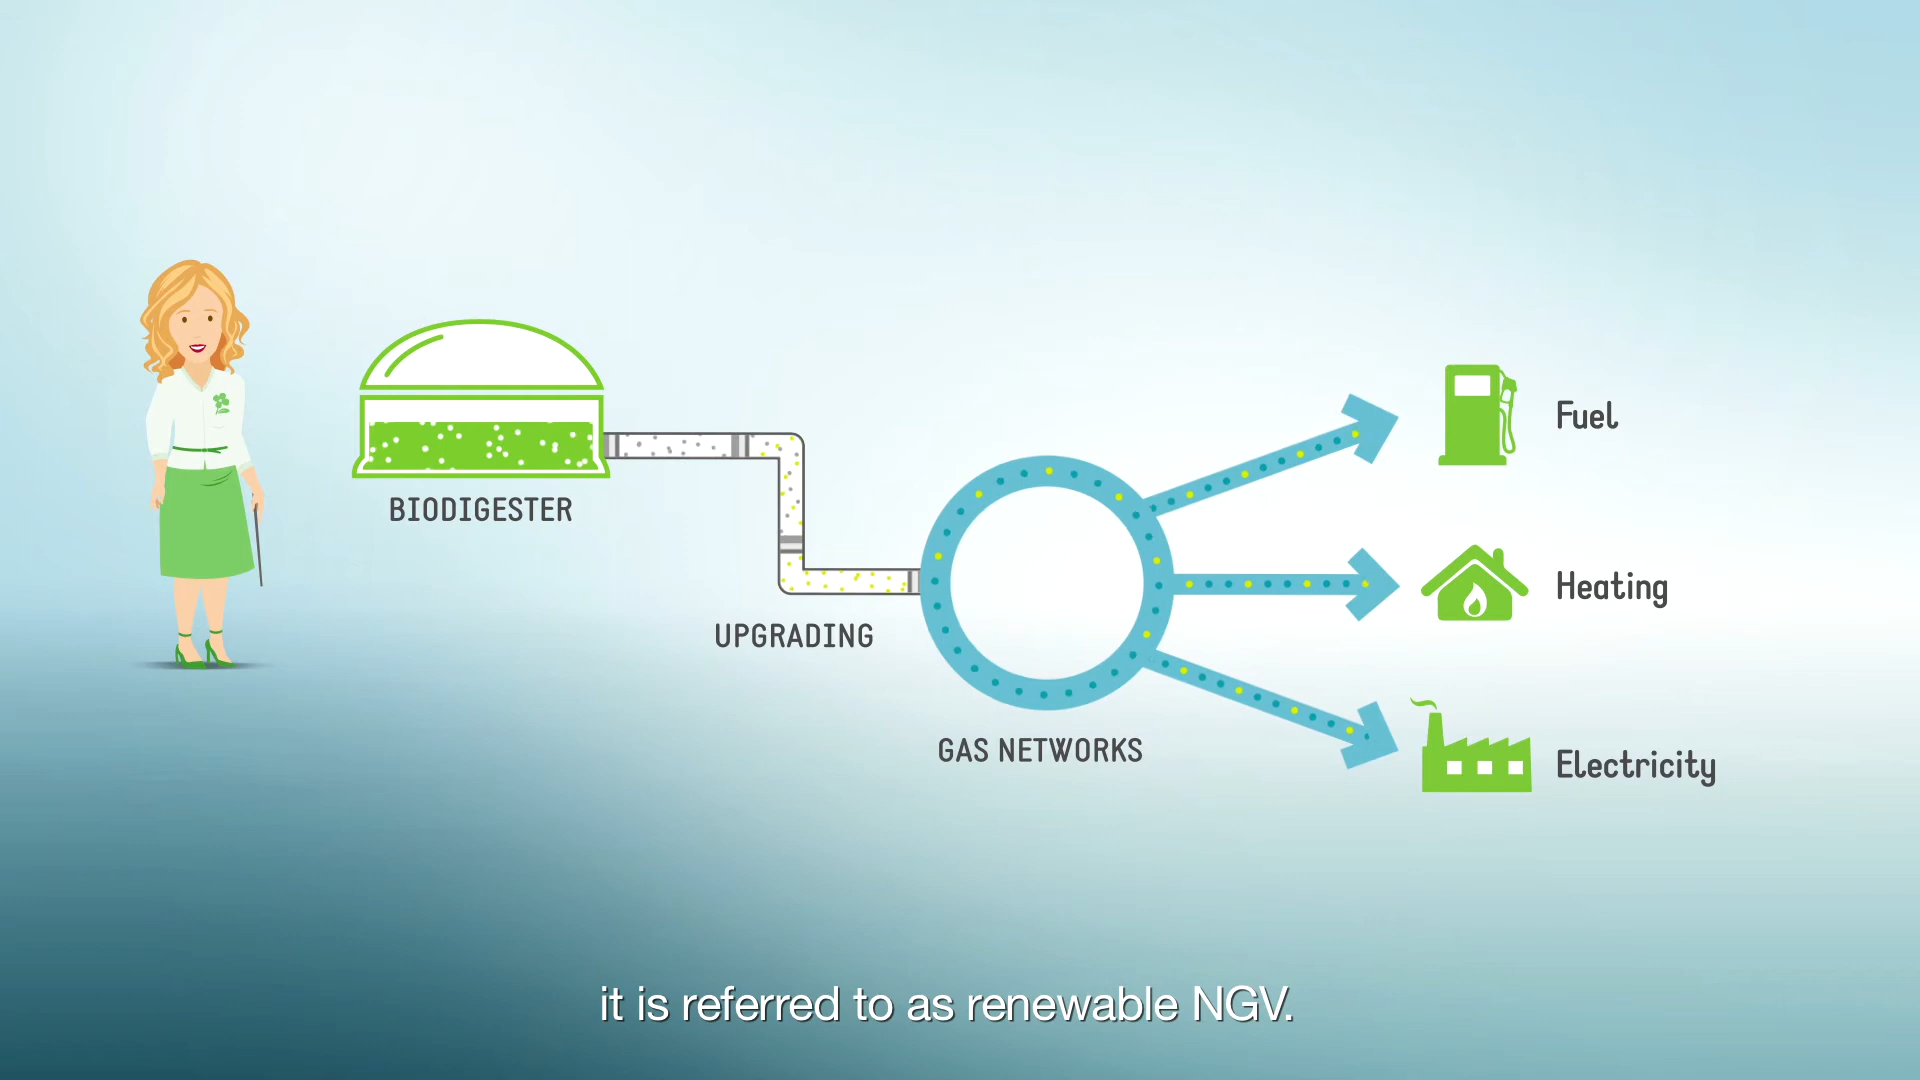 BIODIGESTER
UPGRADING
GAS NETWORKS
Fuel
Heating
Electricity
it is referred to as renewable NGV.